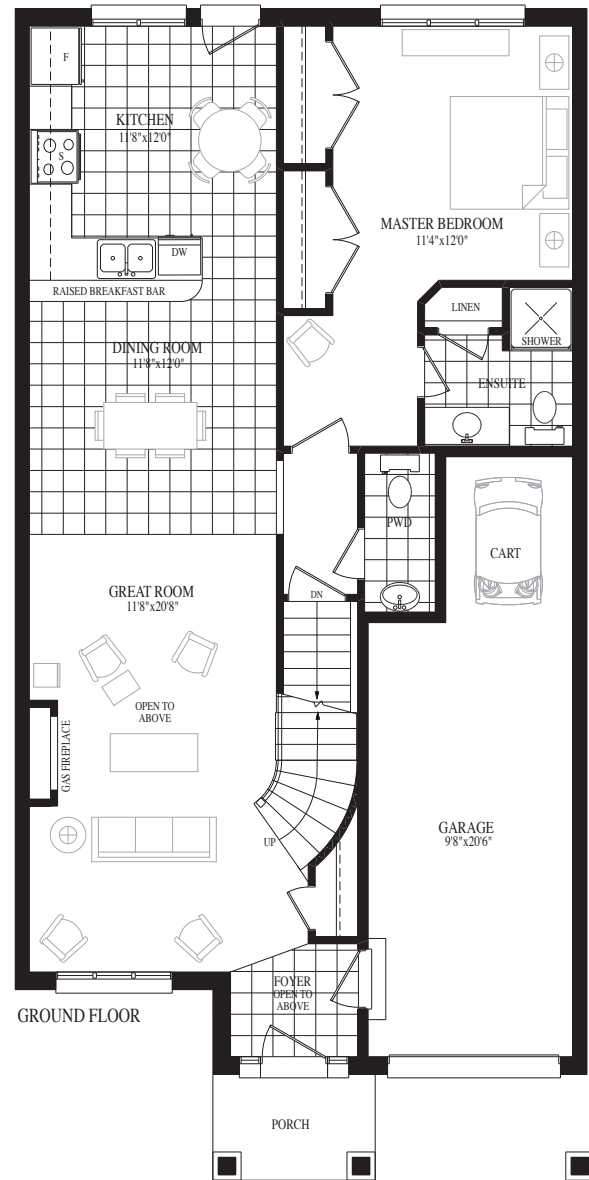 F
KITCHEN
11'8"x12'0"
S
DW
RAISED BREAKFAST BAR
MASTER BEDROOM
11'4"x12'0"
LINEN
SHOWER
ENSUITE
DINING ROOM
11'8"x12'0"
PWD
CART
DN
GREAT ROOM
11'8"x20'8"
OPEN TO
ABOVE
GAS FIREPLACE
UP
GARAGE
9'8"x20'6"
FOYER
OPEN TO
ABOVE
GROUND FLOOR
PORCH